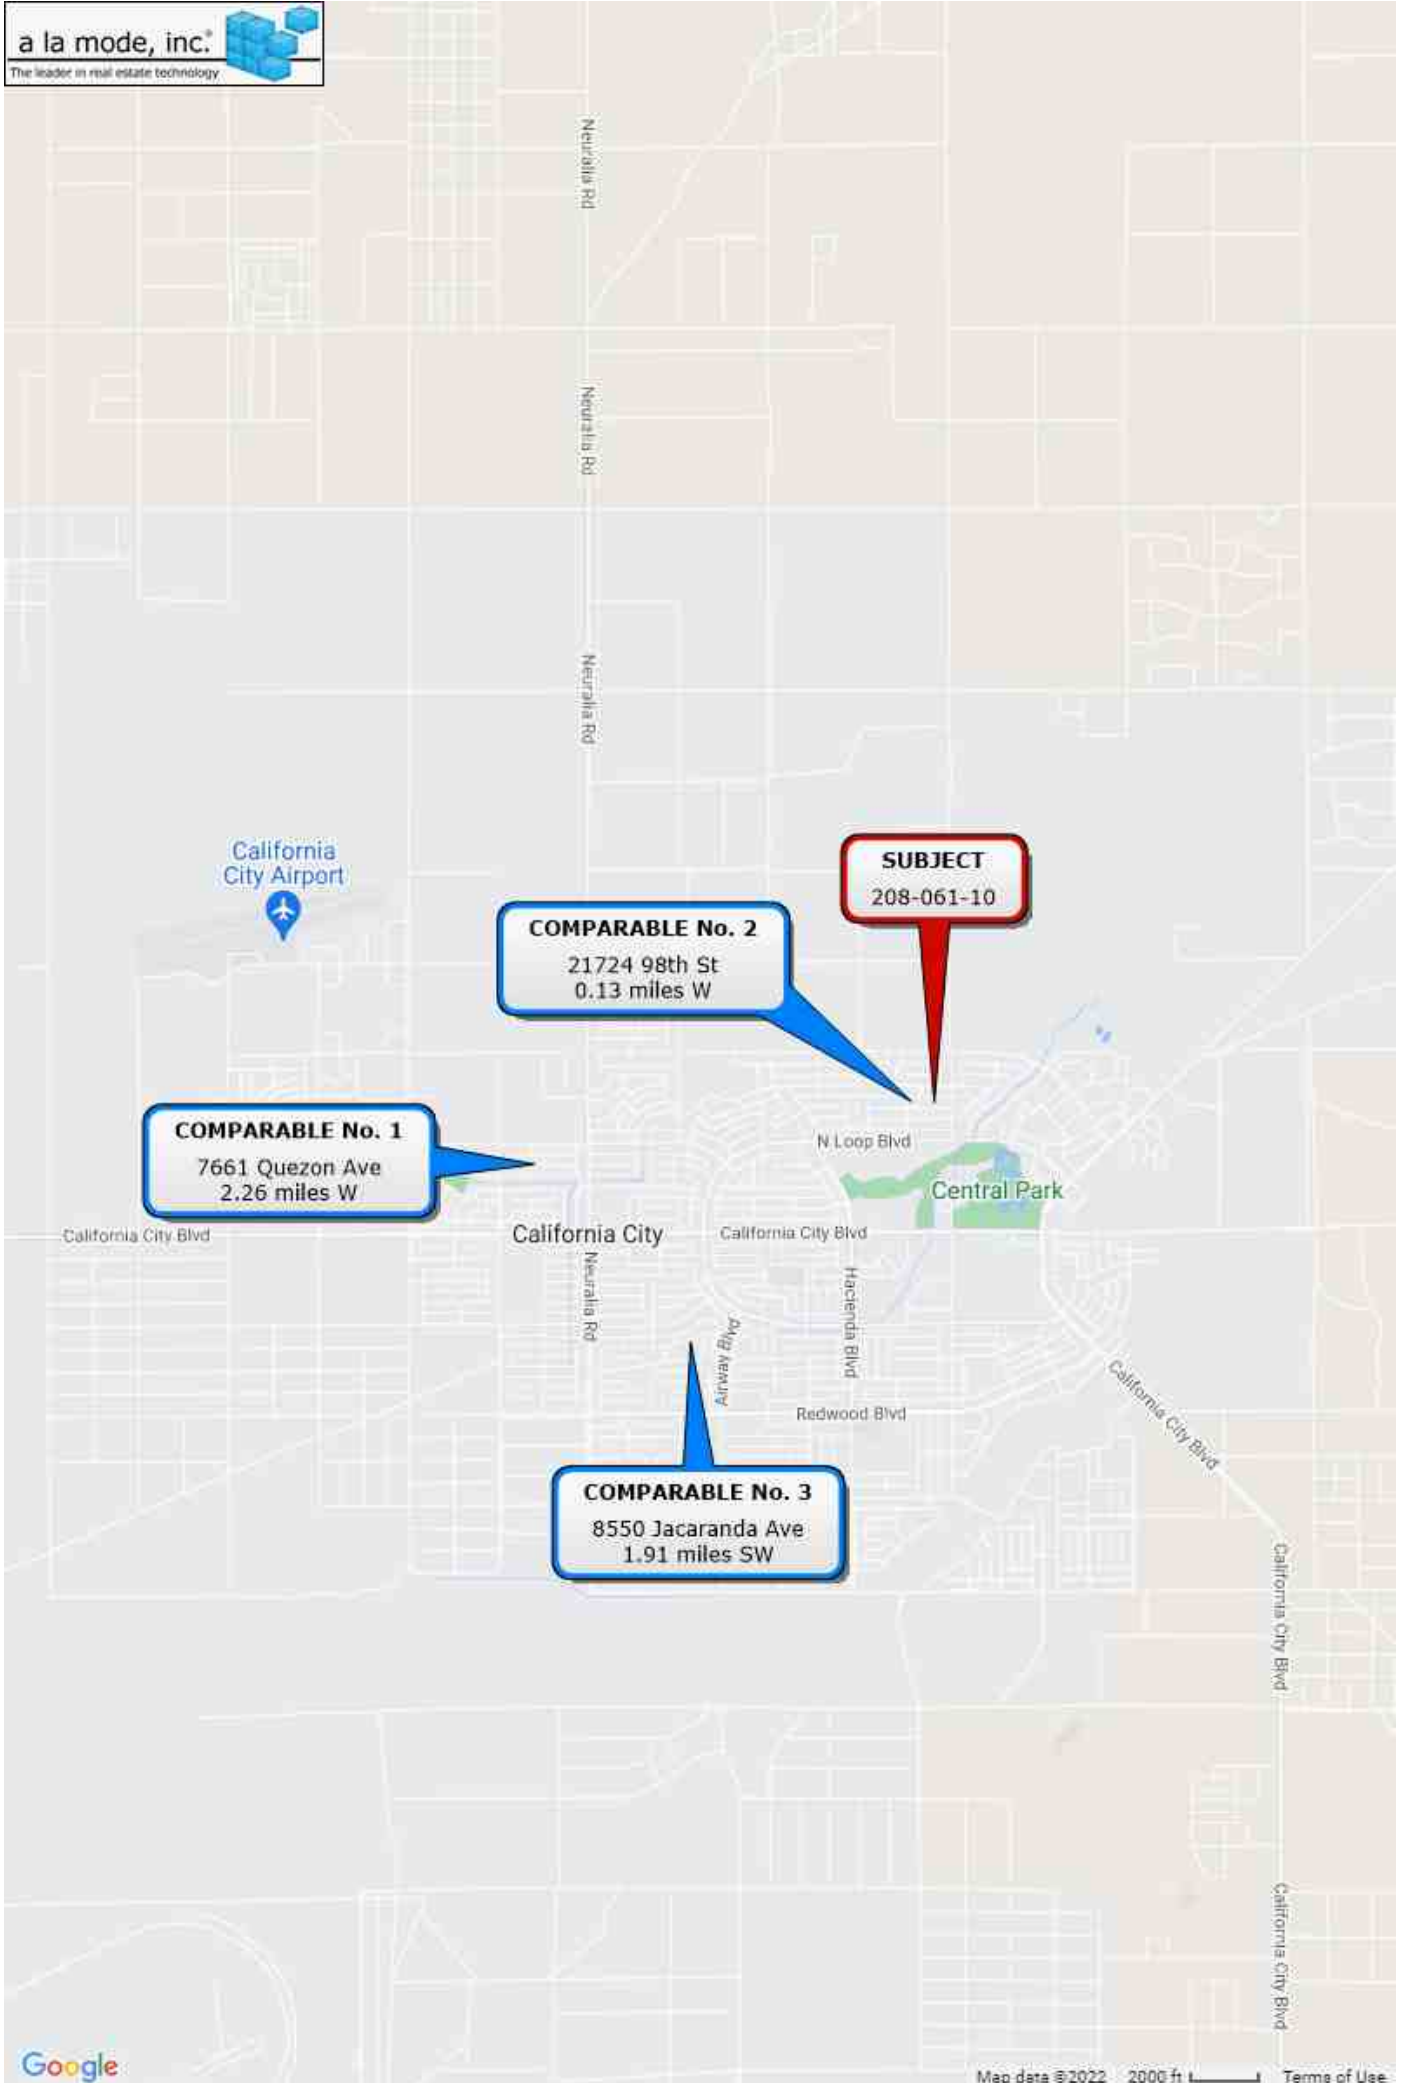 a la mode, inc.®
The leader in real estate technology
Neuralia Rd
Neuralia Rd
Neuralia Rd
California
City Airport
SUBJECT
208-061-10
COMPARABLE No. 2
21724 98th St
0.13 miles W
COMPARABLE No. 1
7661 Quezon Ave
2.26 miles W
N Loop Blvd
Central Park
California City Blvd
California City
California City Blvd
Neuralia Rd
Hacienda Blvd
Airway Blvd
Redwood Blvd
California City Blvd
COMPARABLE No. 3
8550 Jacaranda Ave
1.91 miles SW
California City Blvd
California City Blvd
Google
Map data ©2022
2000 ft
Terms of Use